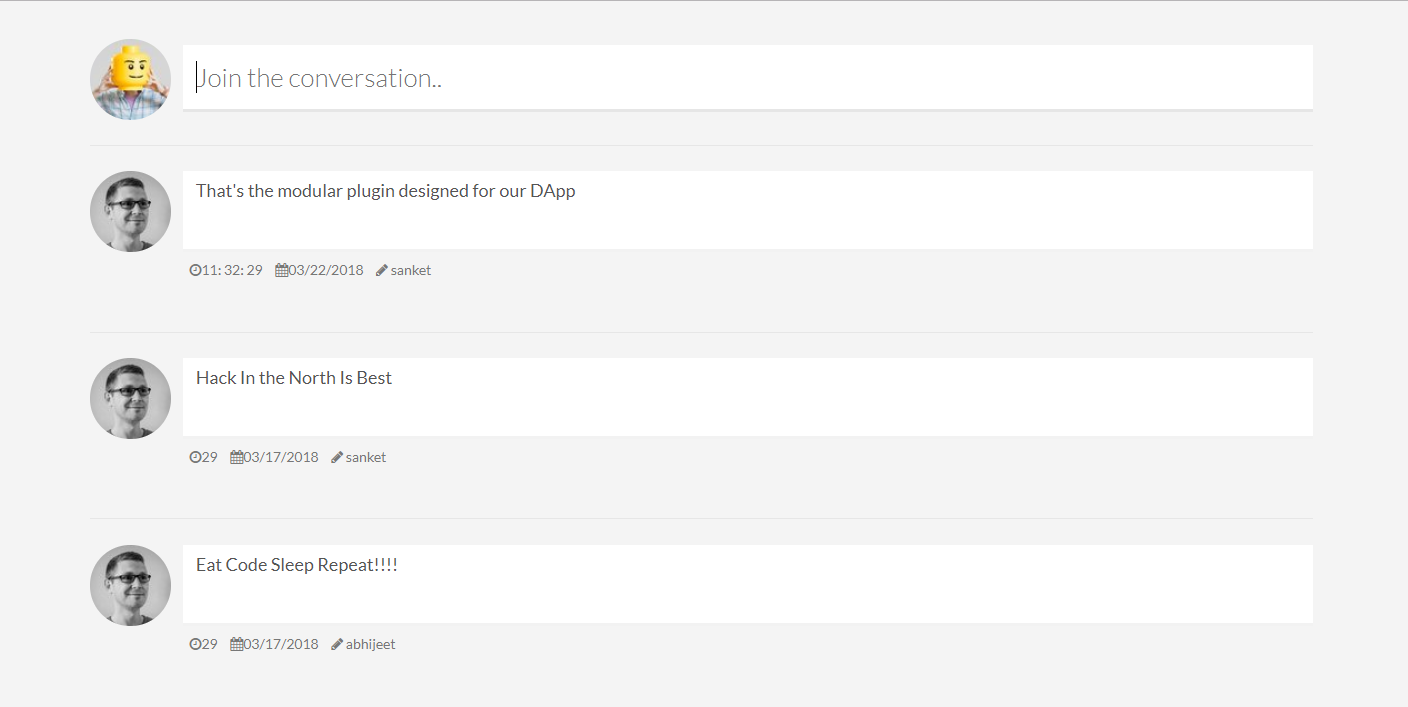 Join the conversation..
That's the modular plugin designed for our DApp
11: 32: 29 03/22/2018 sanket
Hack In the North Is Best
29 03/17/2018 sanket
Eat Code Sleep Repeat!!!!
29 03/17/2018 abhijeet